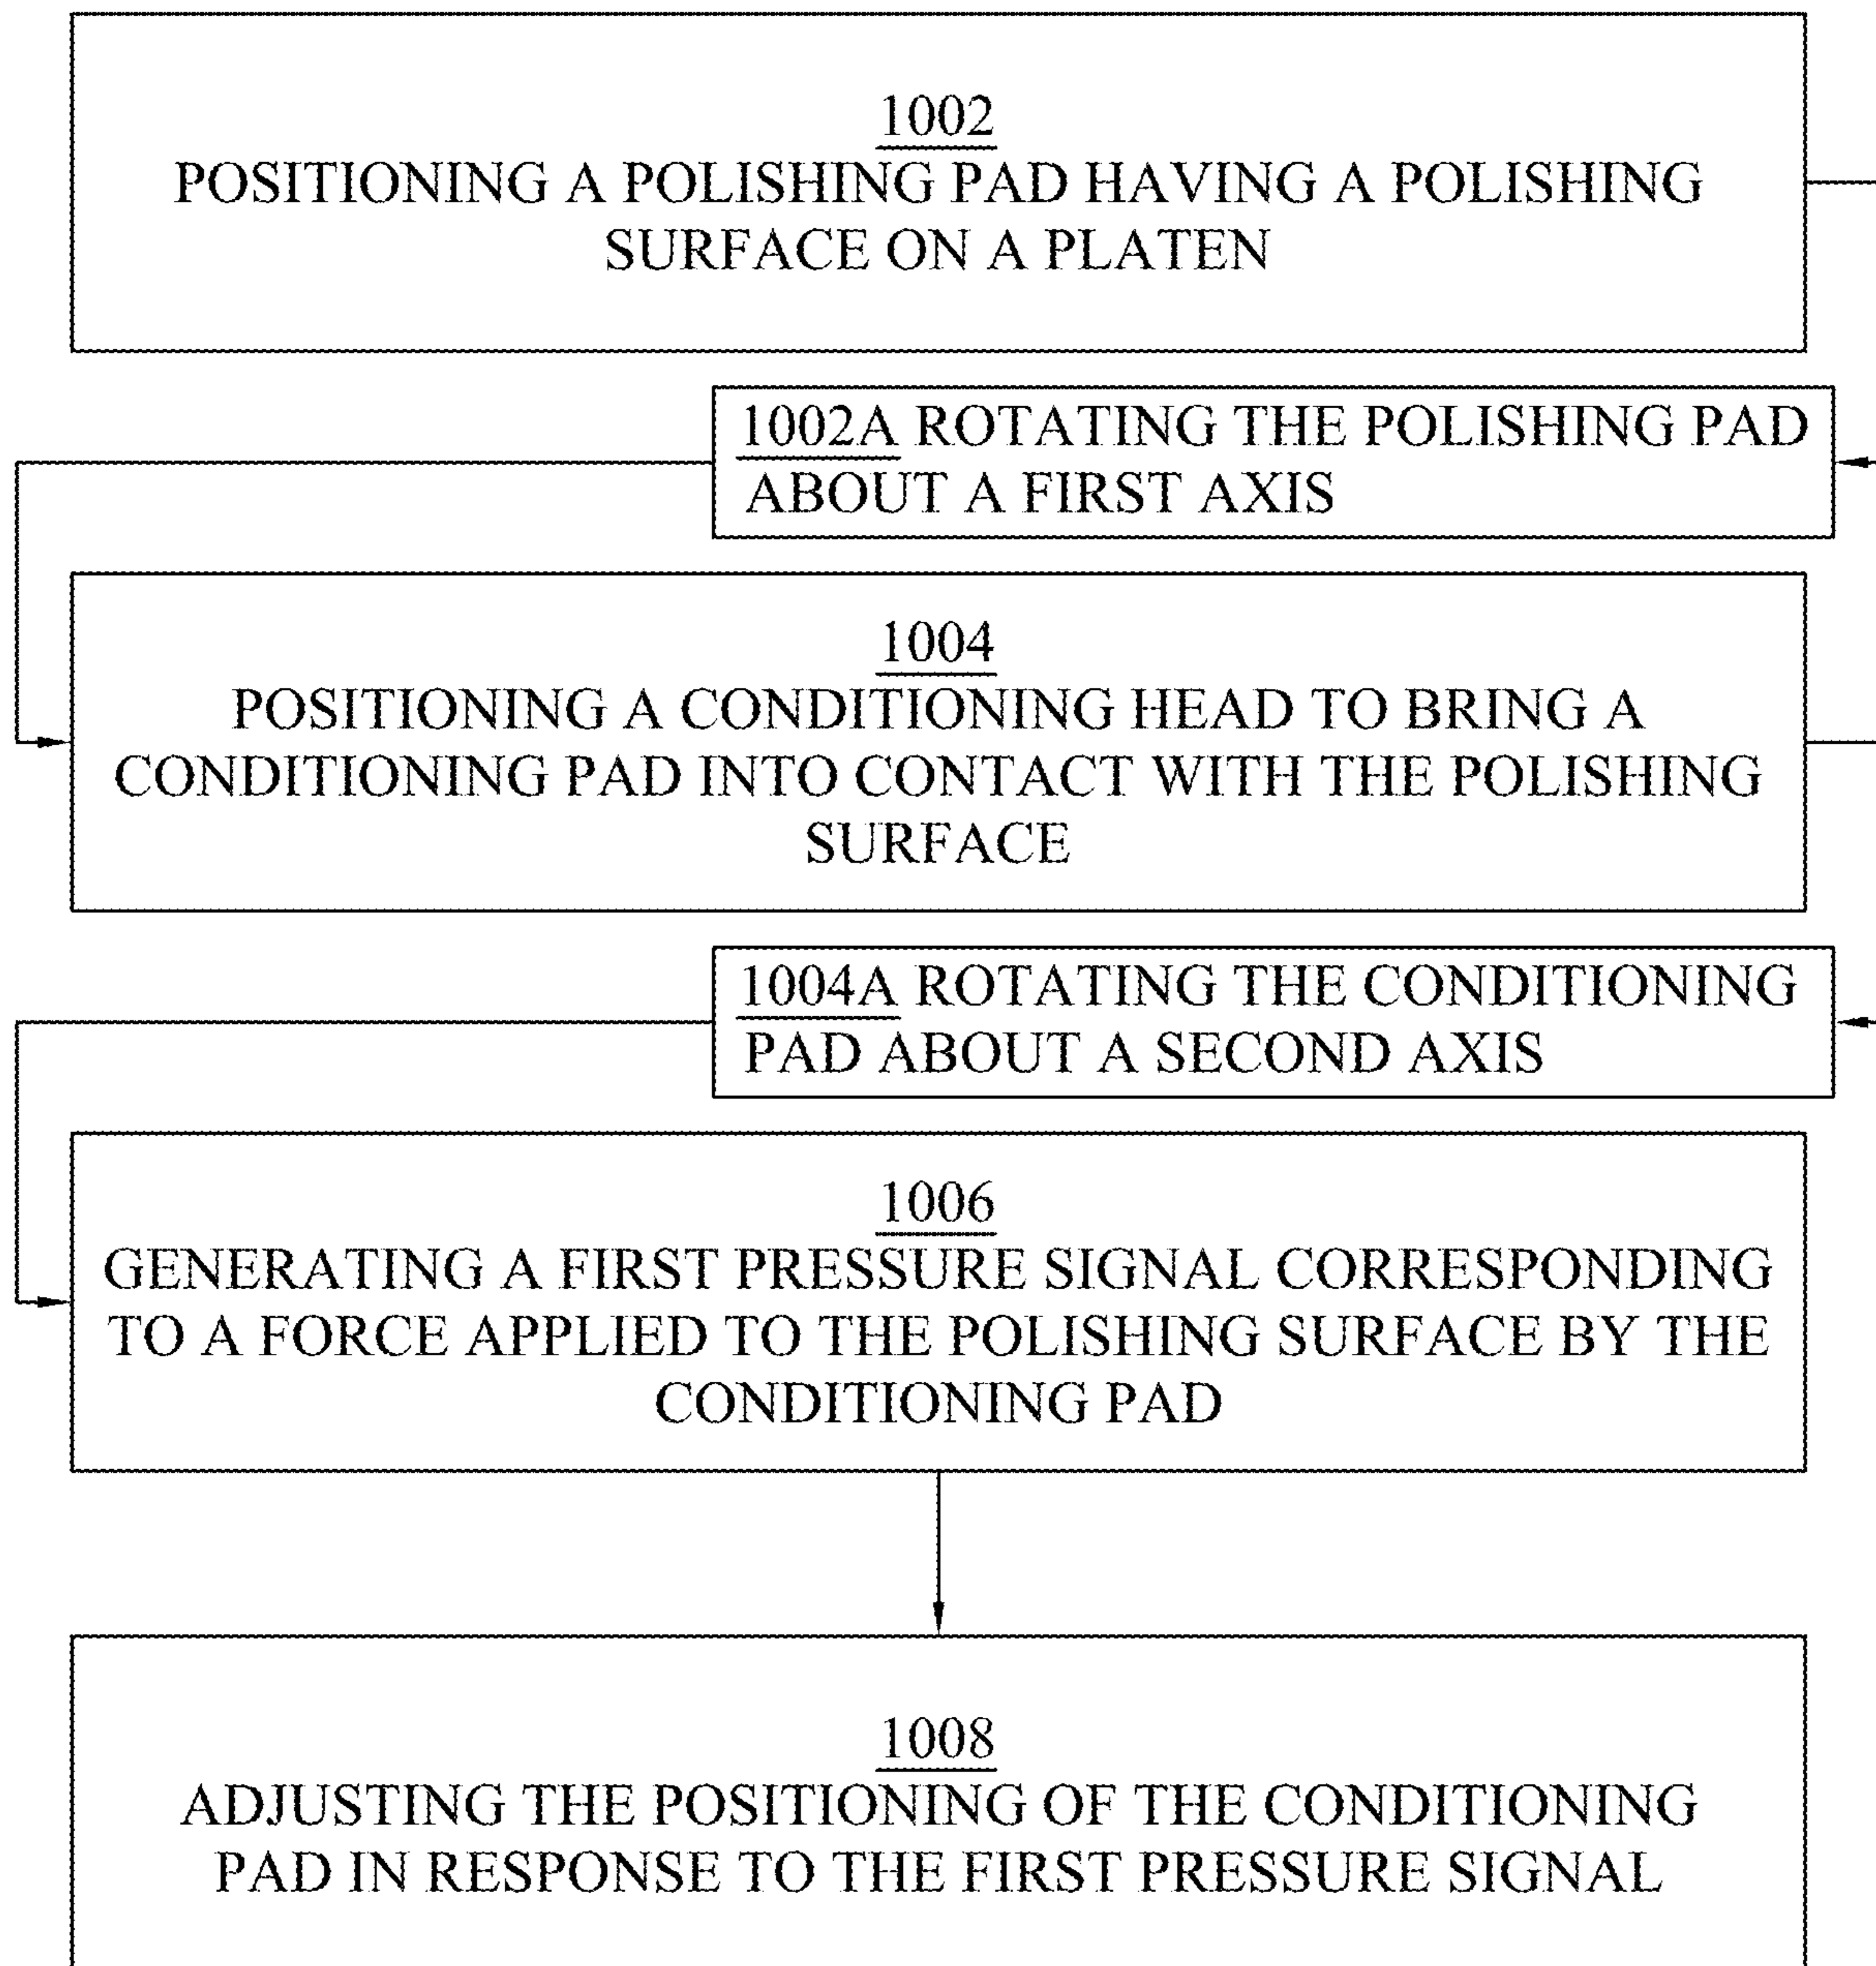 1002
POSITIONING A POLISHING PAD HAVING A POLISHING
SURFACE ON A PLATEN
1002A ROTATING THE POLISHING PAD
ABOUT A FIRST AXIS
1004
POSITIONING A CONDITIONING HEAD TO BRING A
CONDITIONING PAD INTO CONTACT WITH THE POLISHING
SURFACE
1004A ROTATING THE CONDITIONING
PAD ABOUT A SECOND AXIS
1006
GENERATING A FIRST PRESSURE SIGNAL CORRESPONDING
TO A FORCE APPLIED TO THE POLISHING SURFACE BY THE
CONDITIONING PAD
1008
ADJUSTING THE POSITIONING OF THE CONDITIONING
PAD IN RESPONSE TO THE FIRST PRESSURE SIGNAL